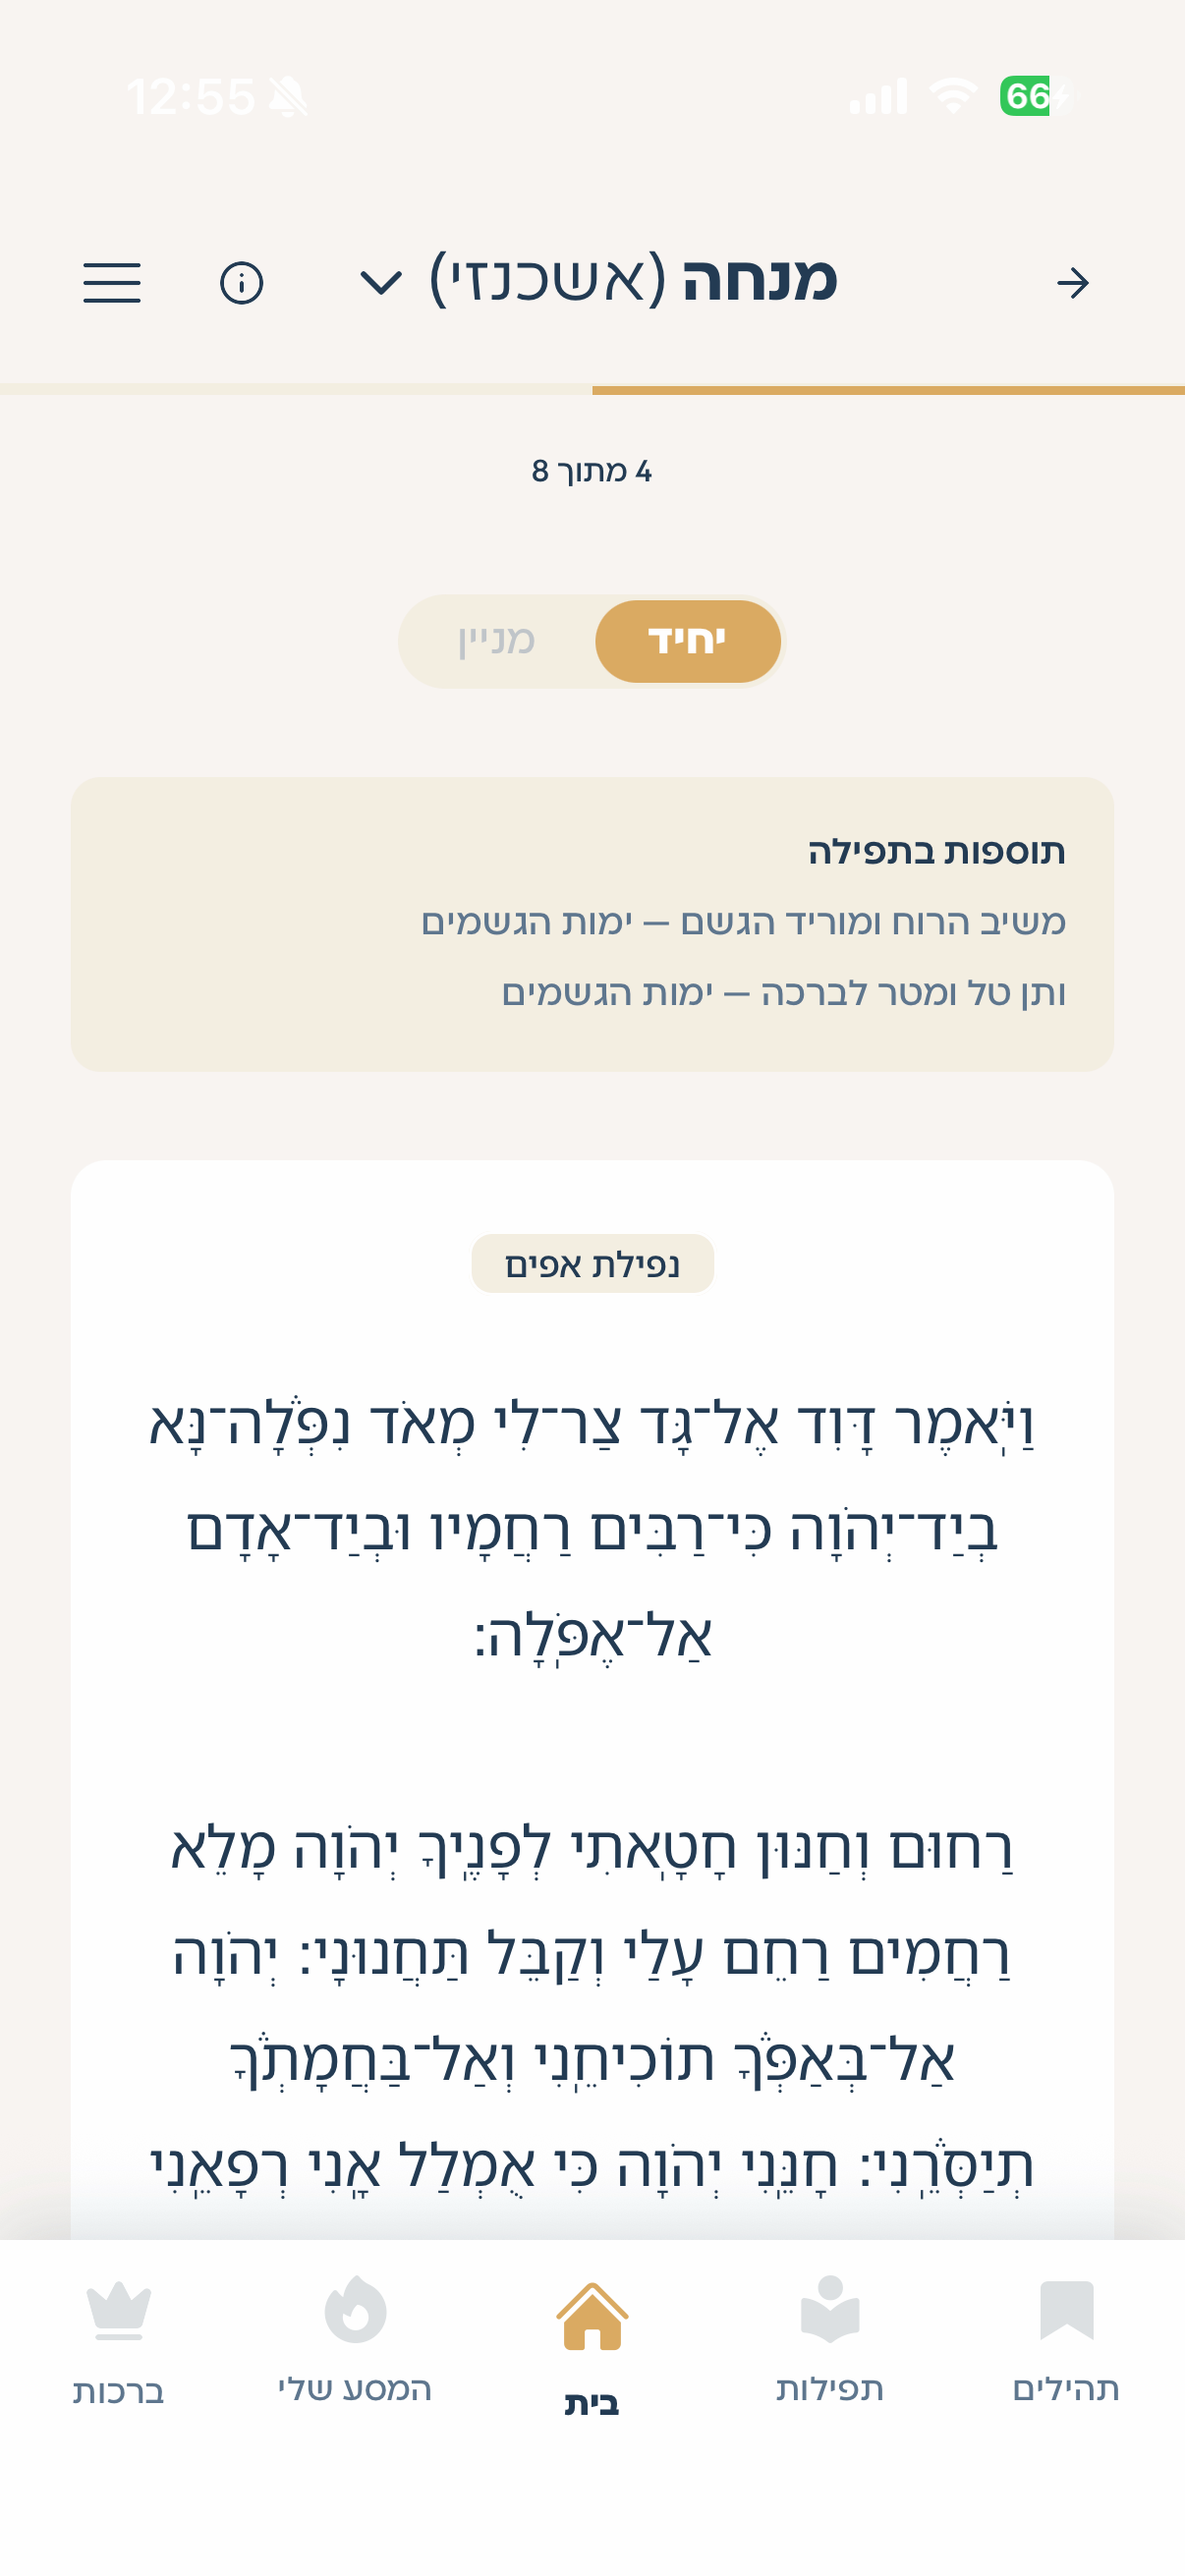 12:55
66
מנחה (אשכנזי)
4 מתוך 8
יחיד
מניין
תוספות בתפילה
משיב הרוח ומוריד הגשם – ימות הגשמים
ותן טל ומטר לברכה – ימות הגשמים
נפילת אפים
וַיֹּֽאמֶר דָּוִד אֶל־גָּד צַר־לִי מְאֹד נִפְּ֒לָה־נָּא
בְיַד־יְהֹוָה כִּי־רַבִּים רַחֲמָיו וּבְיַד־אָדָם
אַל־אֶפֹּֽלָה:
רַחוּם וְחַנּוּן חָטָֽאתִי לְפָנֶֽיךָ יְהֹוָה מָלֵא
רַחֲמִים רַחֵם עָלַי וְקַבֵּל תַּחֲנוּנָי: יְהֹוָה
אַל־בְּאַפְּ֒ךָ תוֹכִיחֵֽנִי וְאַל־בַּחֲמָתְ֒ךָ
תְיַסְּ֒רֵֽנִי: חָנֵּֽנִי יְהֹוָה כִּי אֻמְלַל אָֽנִי רְפָאֵֽנִי
תהילים
תפילות
בית
המסע שלי
ברכות